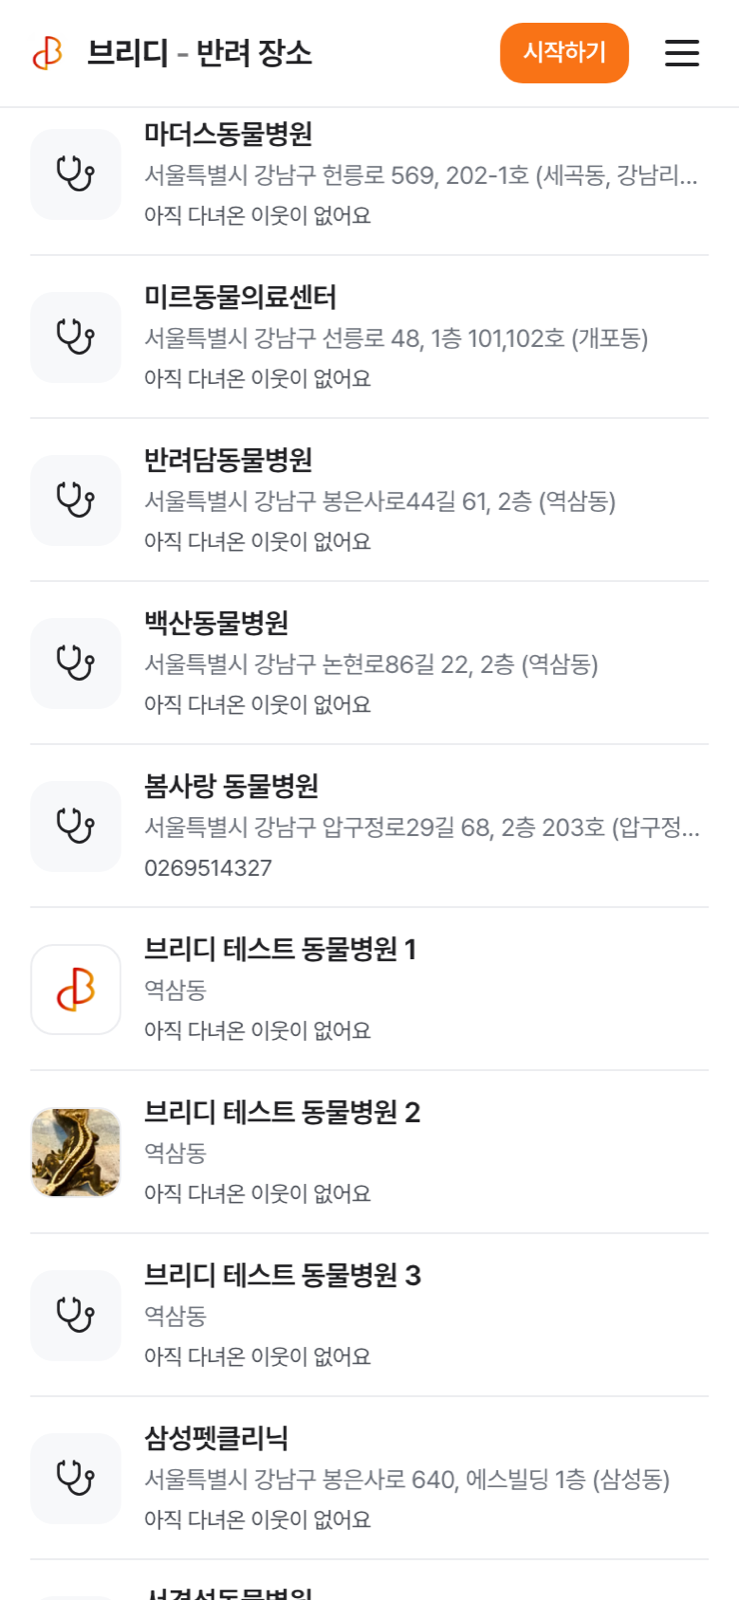 브리디 - 반려 장소
시작하기
마더스동물병원
서울특별시 강남구 헌릉로 569, 202-1호 (세곡동, 강남리...
아직 다녀온 이웃이 없어요
미르동물의료센터
서울특별시 강남구 선릉로 48, 1층 101,102호 (개포동)
아직 다녀온 이웃이 없어요
반려담동물병원
서울특별시 강남구 봉은사로44길 61, 2층 (역삼동)
아직 다녀온 이웃이 없어요
백산동물병원
서울특별시 강남구 논현로86길 22, 2층 (역삼동)
아직 다녀온 이웃이 없어요
봄사랑 동물병원
서울특별시 강남구 압구정로29길 68, 2층 203호 (압구정...
0269514327
브리디 테스트 동물병원 1
역삼동
아직 다녀온 이웃이 없어요
브리디 테스트 동물병원 2
역삼동
아직 다녀온 이웃이 없어요
브리디 테스트 동물병원 3
역삼동
아직 다녀온 이웃이 없어요
삼성펫클리닉
서울특별시 강남구 봉은사로 640, 에스빌딩 1층 (삼성동)
아직 다녀온 이웃이 없어요